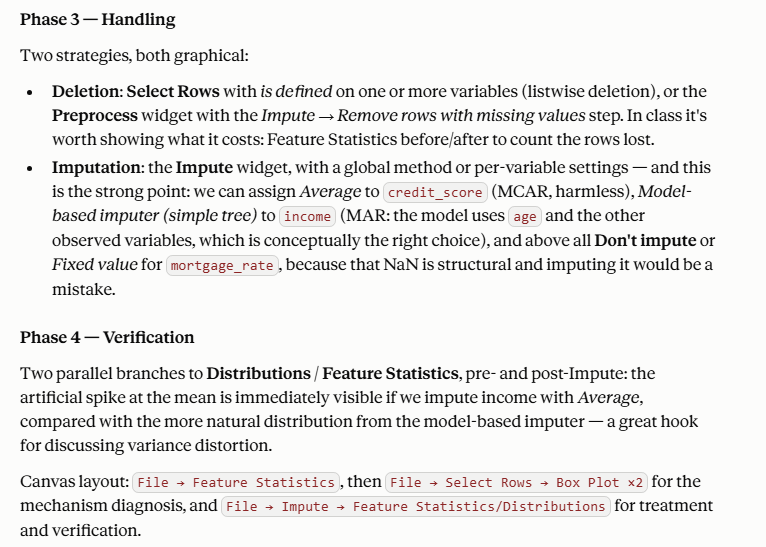 Phase 3 — Handling
Two strategies, both graphical:
• Deletion: Select Rows with is defined on one or more variables (listwise deletion), or the
Preprocess widget with the Impute → Remove rows with missing values step. In class it's
worth showing what it costs: Feature Statistics before/after to count the rows lost.
• Imputation: the Impute widget, with a global method or per-variable settings — and this
is the strong point: we can assign Average to credit_score (MCAR, harmless), Model-
based imputer (simple tree) to income (MAR: the model uses age and the other
observed variables, which is conceptually the right choice), and above all Don't impute or
Fixed value for mortgage_rate, because that NaN is structural and imputing it would be a
mistake.
Phase 4 — Verification
Two parallel branches to Distributions / Feature Statistics, pre- and post-Impute: the
artificial spike at the mean is immediately visible if we impute income with Average,
compared with the more natural distribution from the model-based imputer — a great hook
for discussing variance distortion.
Canvas layout: File → Feature Statistics, then File → Select Rows → Box Plot ×2 for the
mechanism diagnosis, and File → Impute → Feature Statistics/Distributions for treatment
and verification.